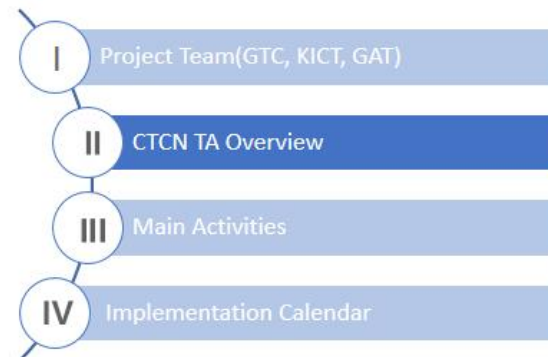 I Project Team(GTC, KICT, GAT)
II CTCN TA Overview
III Main Activities
IV Implementation Calendar